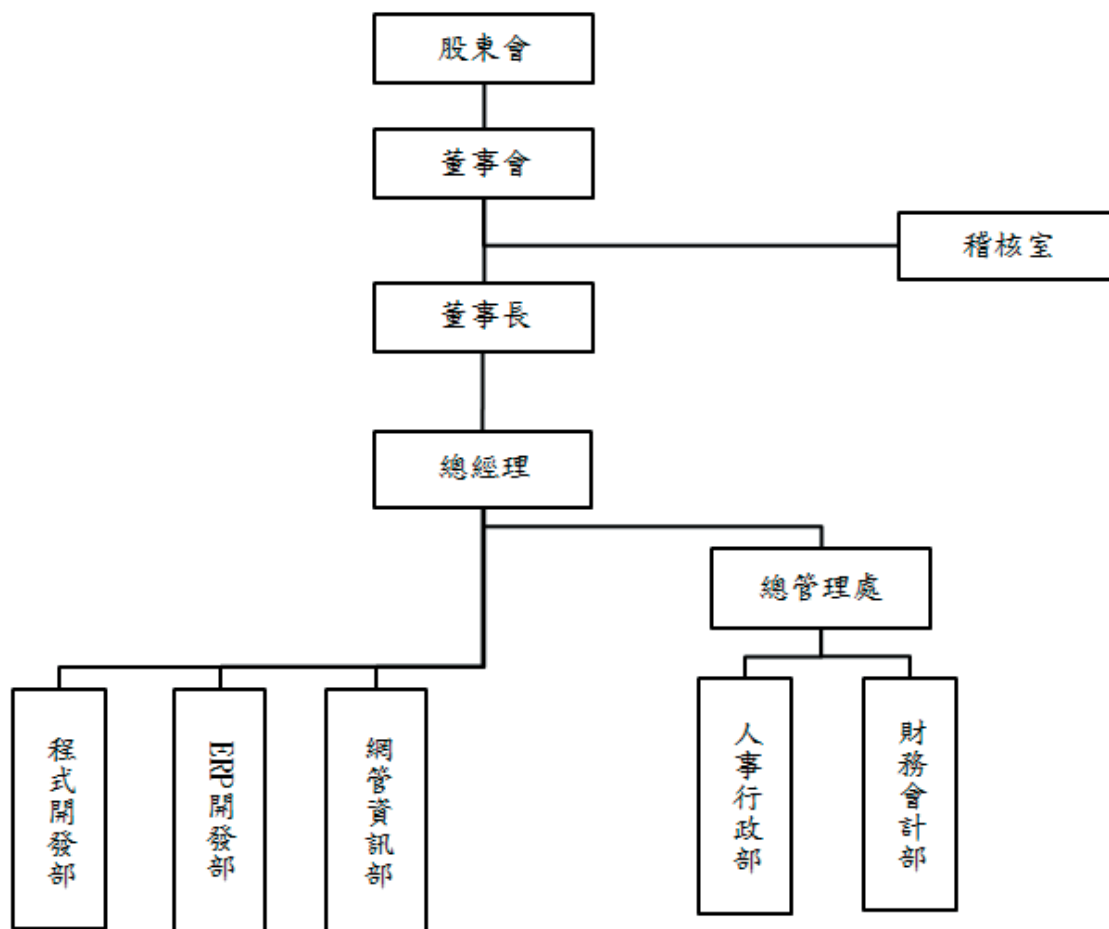 股東會
董事會
稽核室
董事長
總經理
總管理處
程式開發部
ERP開發部
網管資訊部
人事行政部
財務會計部